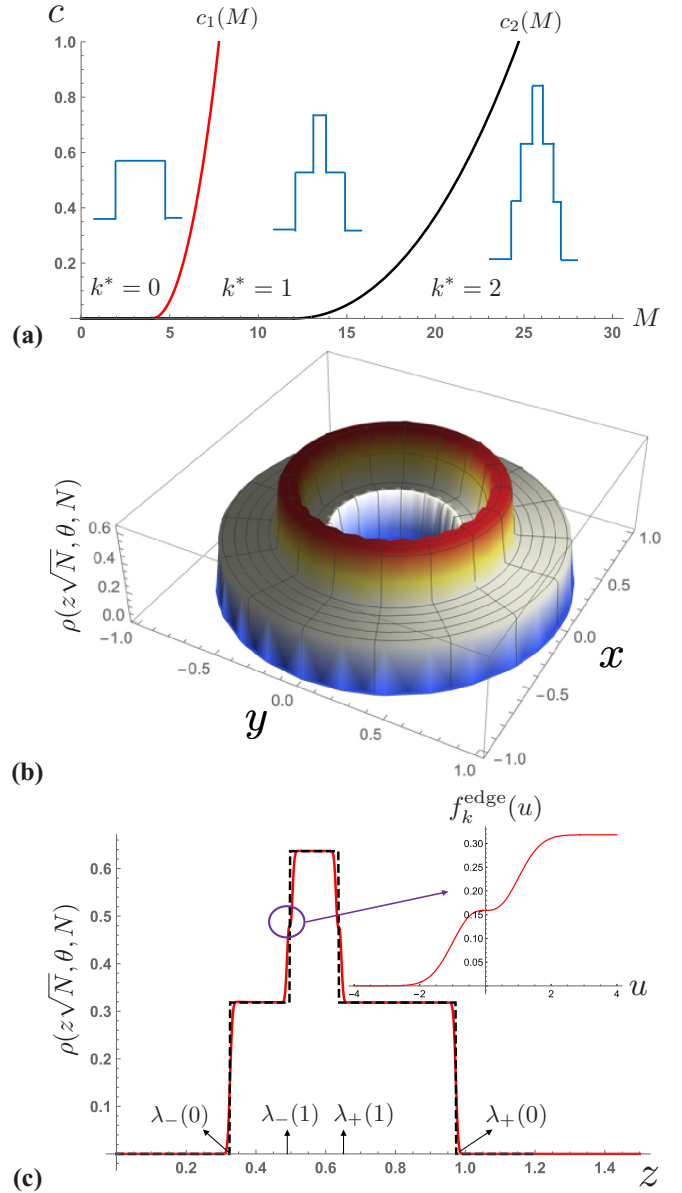 c
c₁(M)
c₂(M)
1.0
0.8
0.6
0.4
0.2
k* = 0
k* = 1
k* = 2
0 5 10 15 20 25 30
M
(a)
ρ(z√N, θ, N)
0.6
0.4
0.2
0.0
-1.0
-0.5
0.0
0.5
1.0
y
1.0
0.5
0.0
-0.5
-1.0
x
(b)
ρ(z√N, θ, N)
0.6
0.5
0.4
0.3
0.2
0.1
f_k^edge(u)
0.30
0.25
0.20
0.15
0.10
0.05
-4 -2 0 2 4
u
λ₋(0)
λ₋(1)
λ₊(1)
λ₊(0)
0.2 0.4 0.6 0.8 1.0 1.2 1.4
z
(c)